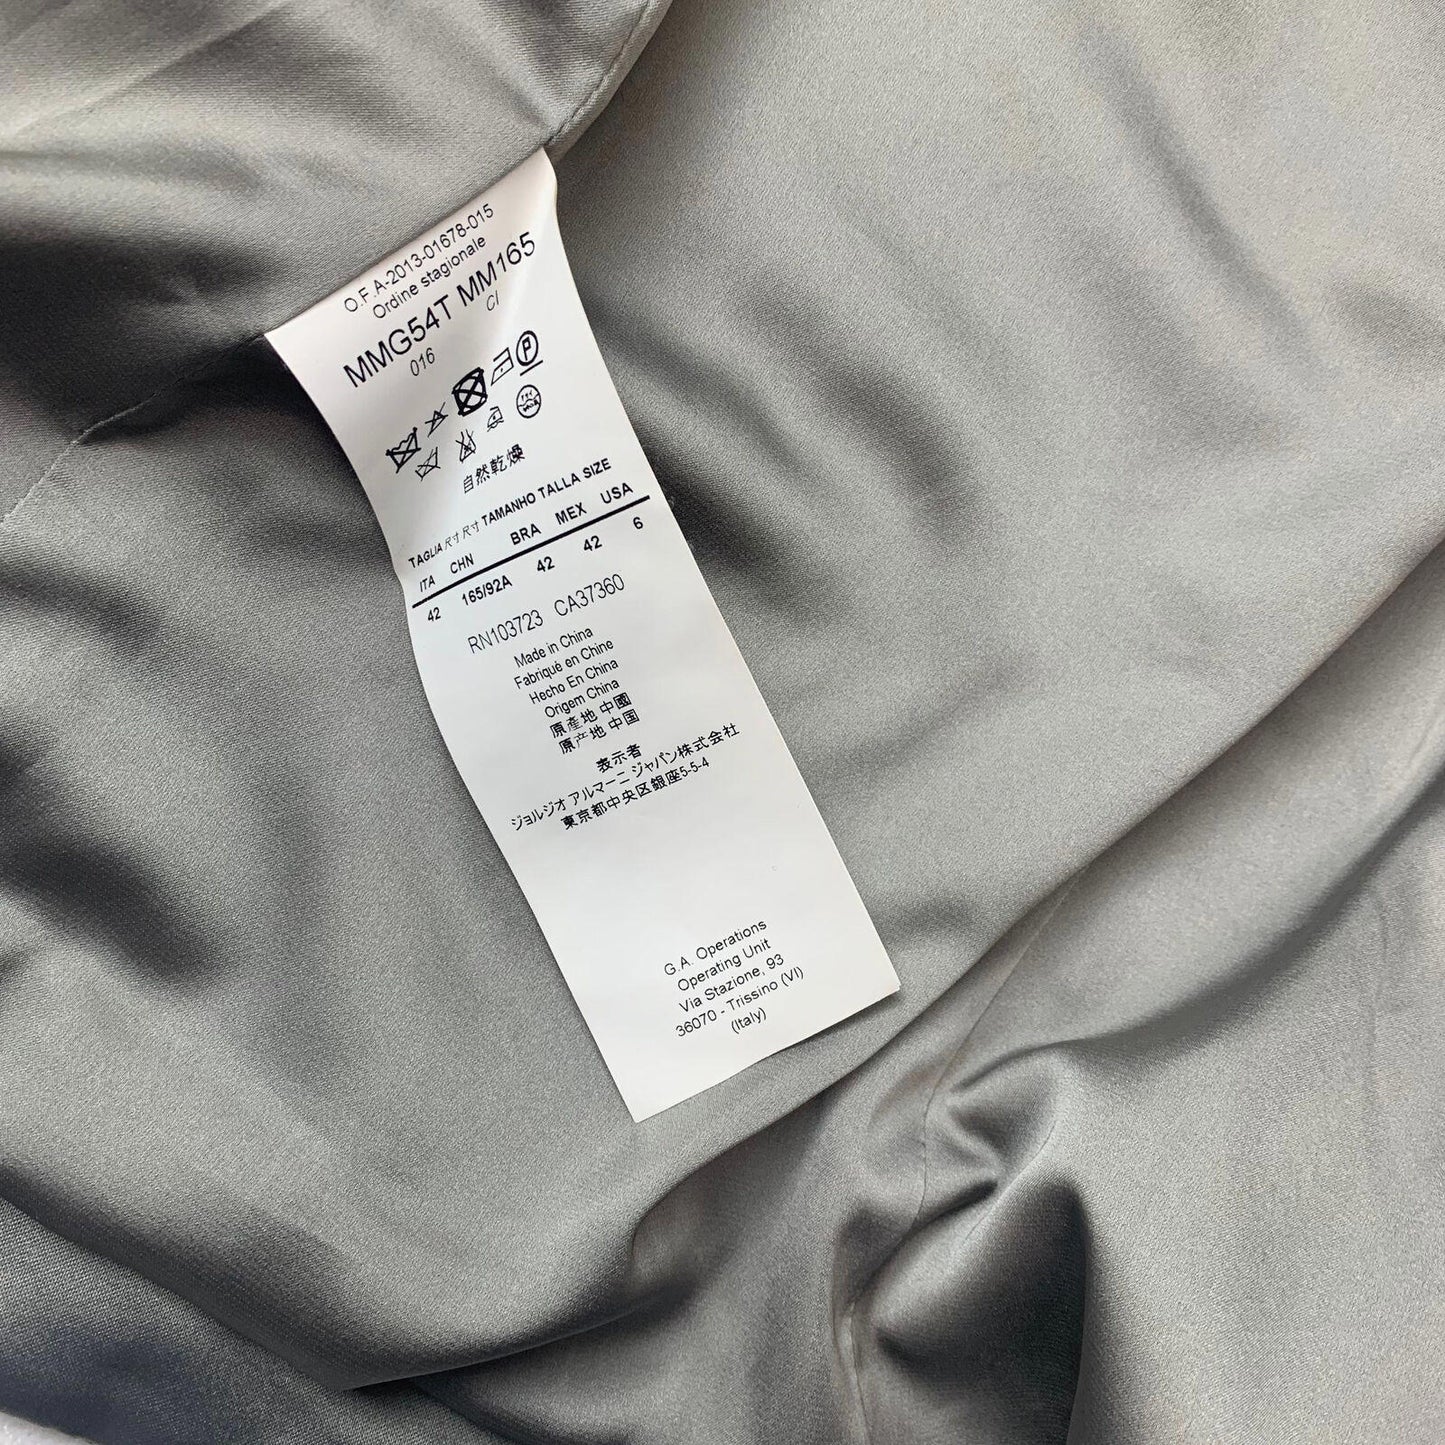 O.F.A-2013-01678-015
Ordine stagionale
MMG54T MM165
016 CI
P
自然乾燥
TAGLIA 尺寸 尺寸 TAMANHO TALLA SIZE
ITA CHN BRA MEX USA
42 165/92A 42 42 6
RN103723 CA37360
Made in China
Fabriqué en Chine
Hecho En China
Origem China
原產地 中國
原产地 中国
表示者
ジョルジオ アルマーニ ジャパン株式会社
東京都中央区銀座5-5-4
G.A. Operations
Operating Unit
Via Stazione, 93
36070 - Trissino (VI)
(Italy)